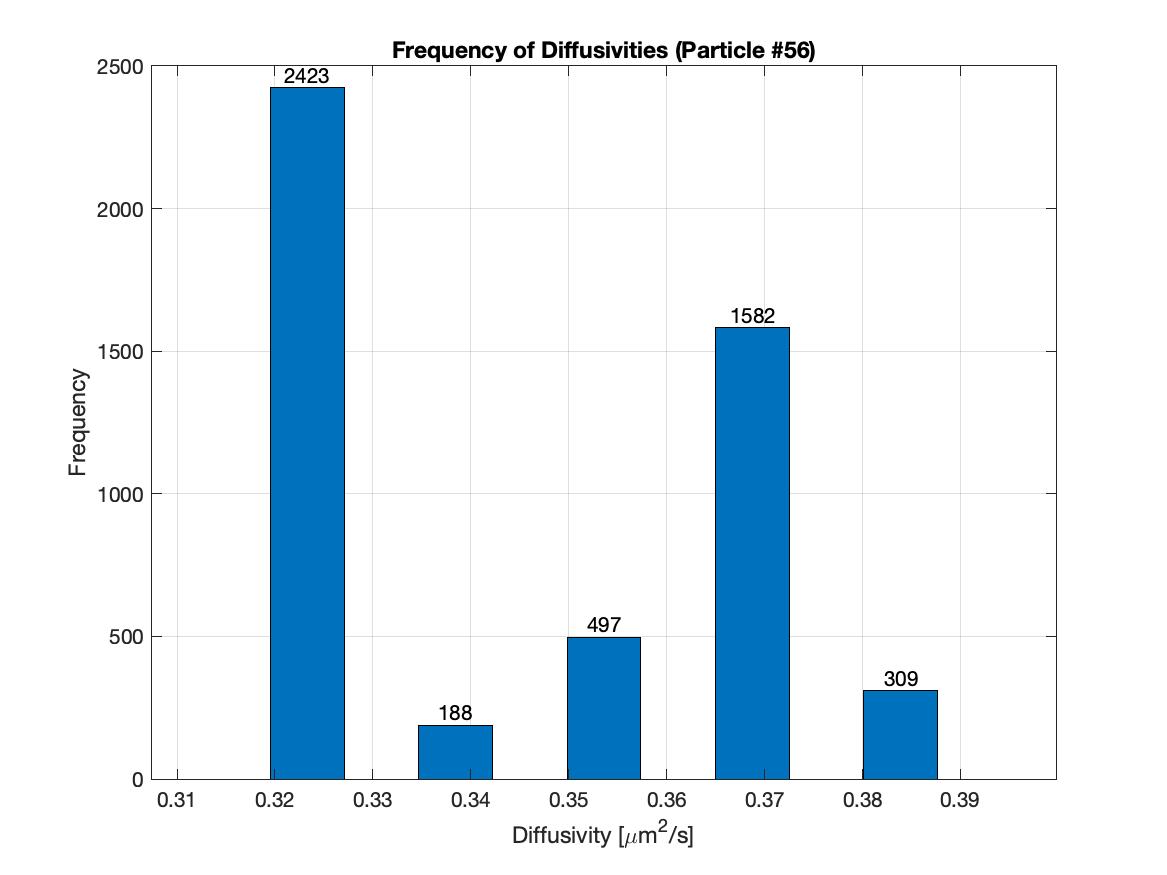 Frequency of Diffusivities (Particle #56)
2500
2000
1500
1000
500
0
Frequency
2423
188
497
1582
309
0.31 0.32 0.33 0.34 0.35 0.36 0.37 0.38 0.39
Diffusivity [μm²/s]